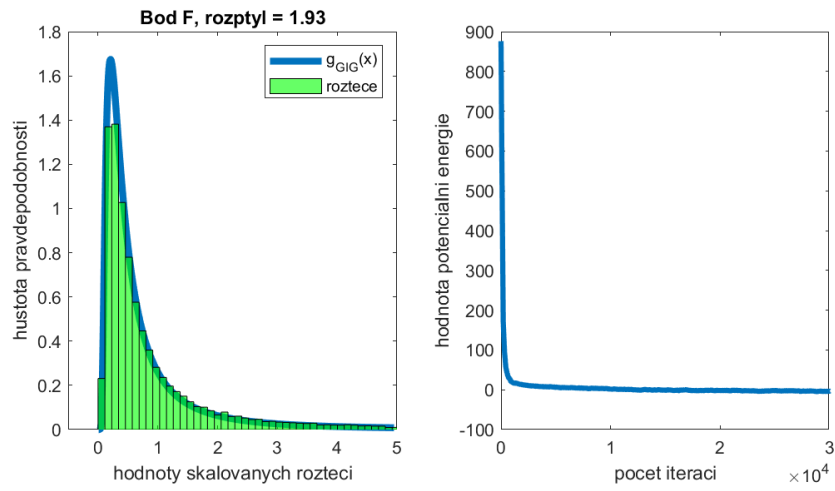 Bod F, rozptyl = 1.93
1.8
1.6
1.4
1.2
1
0.8
0.6
0.4
0.2
0
hustota pravdepodobnosti
g_GIG(x)
roztece
0 1 2 3 4 5
hodnoty skalovanych rozteci
900
800
700
600
500
400
300
200
100
0
-100
hodnota potencialni energie
0 1 2 3
×10^4
pocet iteraci